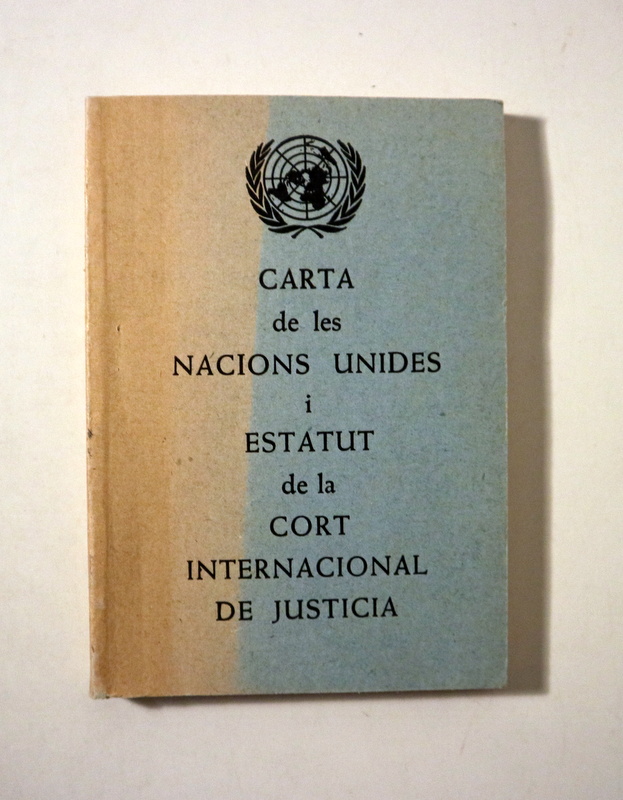 CARTA
de les
NACIONS UNIDES
i
ESTATUT
de la
CORT
INTERNACIONAL
DE JUSTICIA